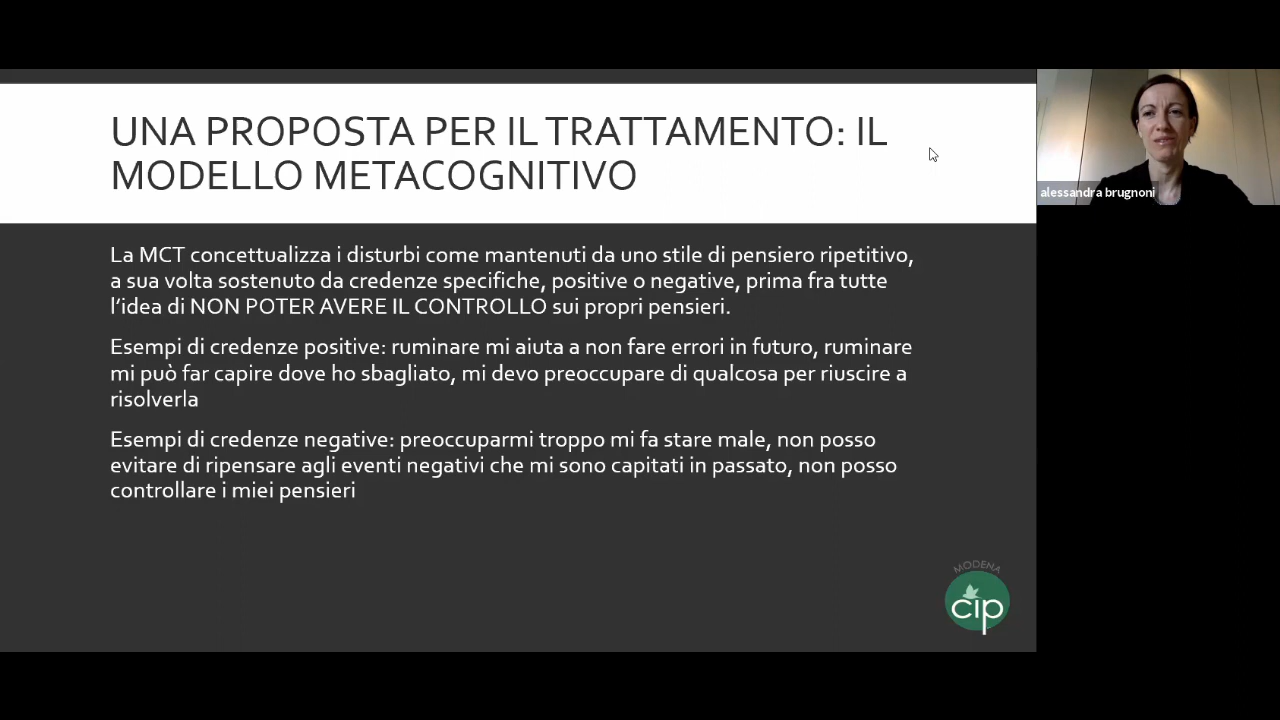 UNA PROPOSTA PER IL TRATTAMENTO: IL
MODELLO METACOGNITIVO
alessandra brugnoni
La MCT concettualizza i disturbi come mantenuti da uno stile di pensiero ripetitivo,
a sua volta sostenuto da credenze specifiche, positive o negative, prima fra tutte
l’idea di NON POTER AVERE IL CONTROLLO sui propri pensieri.
Esempi di credenze positive: ruminare mi aiuta a non fare errori in futuro, ruminare
mi può far capire dove ho sbagliato, mi devo preoccupare di qualcosa per riuscire a
risolverla
Esempi di credenze negative: preoccuparmi troppo mi fa stare male, non posso
evitare di ripensare agli eventi negativi che mi sono capitati in passato, non posso
controllare i miei pensieri
MODENA
cip